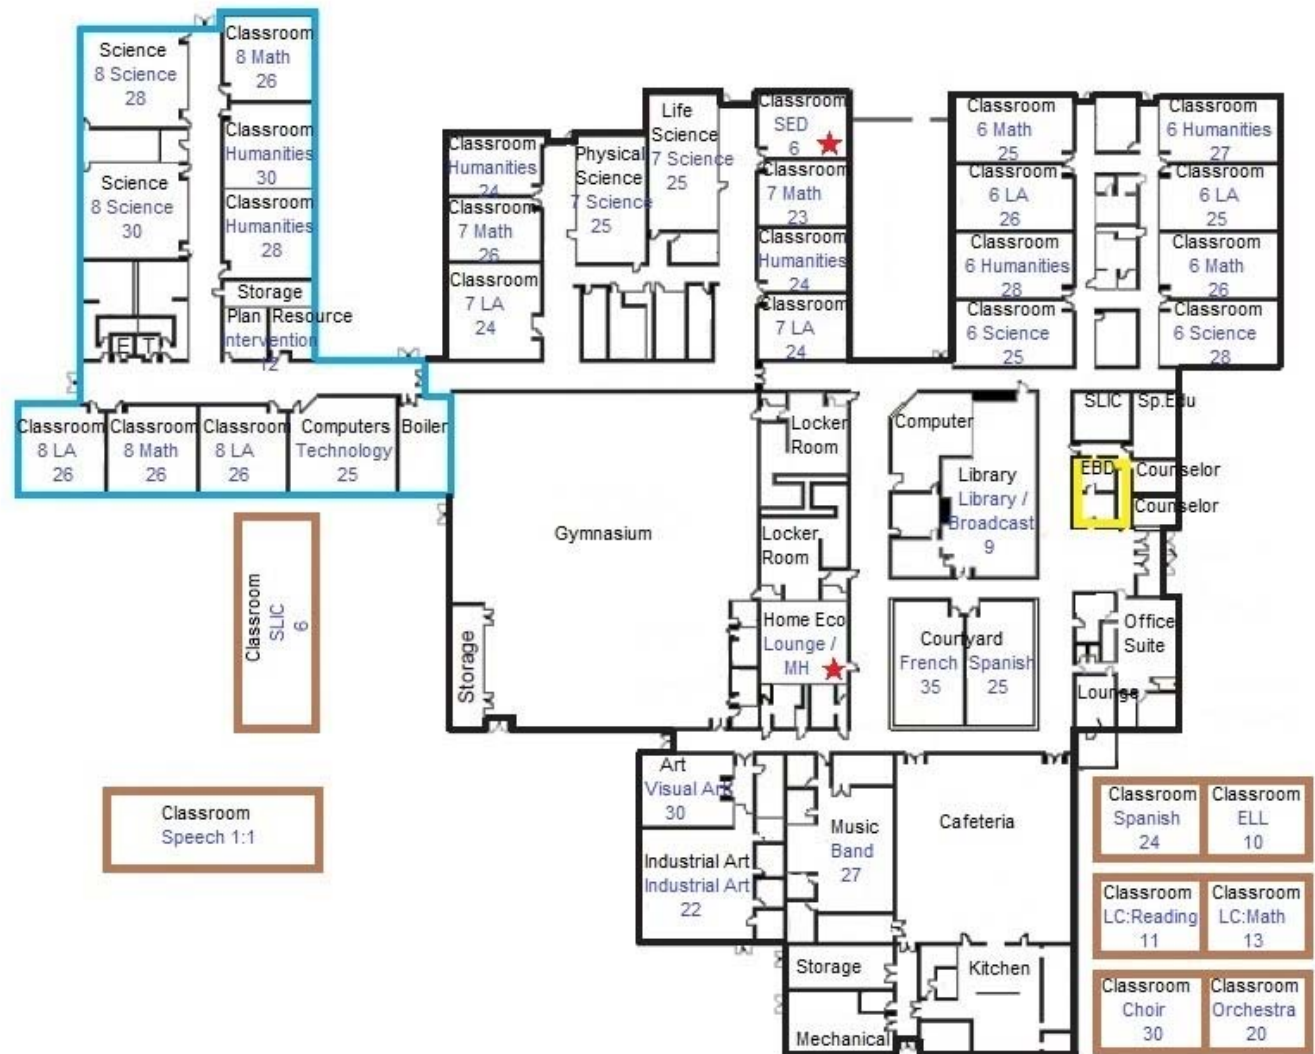 Science
8 Science
28
Classroom
8 Math
26
Science
8 Science
30
Classroom
Humanities
30
Classroom
Humanities
28
Storage
Plan
Resource
ntervention
12
E T
Classroom
8 LA
26
Classroom
8 Math
26
Classroom
8 LA
26
Computers
Technology
25
Boiler
Classroom
Humanities
24
Classroom
7 Math
26
Classroom
7 LA
24
Physical
Science
7 Science
25
Life
Science
7 Science
25
Classroom
SED
6
Classroom
7 Math
23
Classroom
Humanities
24
Classroom
7 LA
24
Classroom
6 Math
25
Classroom
6 LA
26
Classroom
6 Humanities
28
Classroom
6 Science
25
Classroom
6 Humanities
27
Classroom
6 LA
25
Classroom
6 Math
26
Classroom
6 Science
28
Gymnasium
Storage
Locker
Room
Locker
Room
Home Eco
Lounge /
MH
Computer
Library
Library /
Broadcast
9
Courtyard
French
35
Spanish
25
SLIC
Sp.Edu
EBD
Counselor
Counselor
Office
Suite
Lounge
Classroom
SLIC
6
Classroom
Speech 1:1
Art
Visual Art
30
Industrial Art
Industrial Art
22
Music
Band
27
Cafeteria
Storage
Mechanical
Kitchen
Classroom
Spanish
24
Classroom
ELL
10
Classroom
LC:Reading
11
Classroom
LC:Math
13
Classroom
Choir
30
Classroom
Orchestra
20